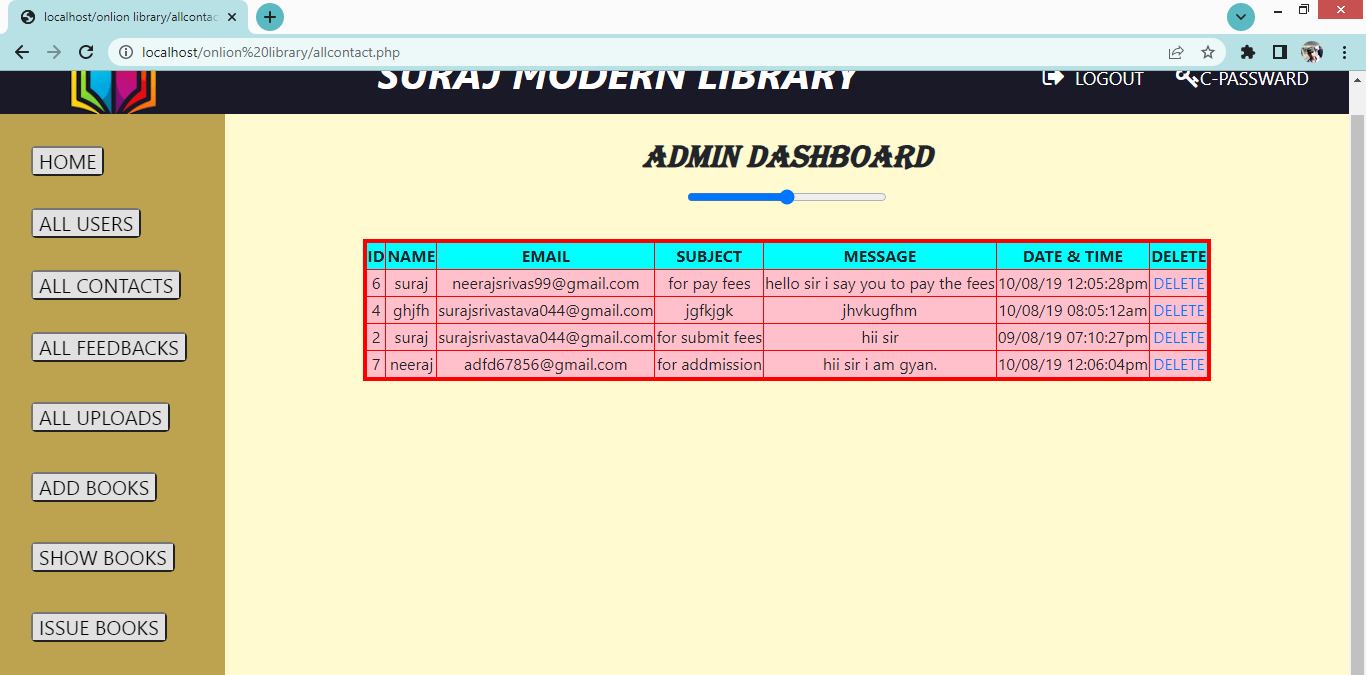 localhost/onlion library/allcontac
localhost/onlion%20library/allcontact.php
SURAJ MODERN LIBRARY
LOGOUT
C-PASSWARD
HOME
ALL USERS
ALL CONTACTS
ALL FEEDBACKS
ALL UPLOADS
ADD BOOKS
SHOW BOOKS
ISSUE BOOKS
ADMIN DASHBOARD
ID NAME EMAIL SUBJECT MESSAGE DATE & TIME DELETE
6 suraj neerajsrivas99@gmail.com for pay fees hello sir i say you to pay the fees 10/08/19 12:05:28pm DELETE
4 ghjfh surajsrivastava044@gmail.com jgfkjgk jhvkugfhm 10/08/19 08:05:12am DELETE
2 suraj surajsrivastava044@gmail.com for submit fees hii sir 09/08/19 07:10:27pm DELETE
7 neeraj adfd67856@gmail.com for addmission hii sir i am gyan. 10/08/19 12:06:04pm DELETE